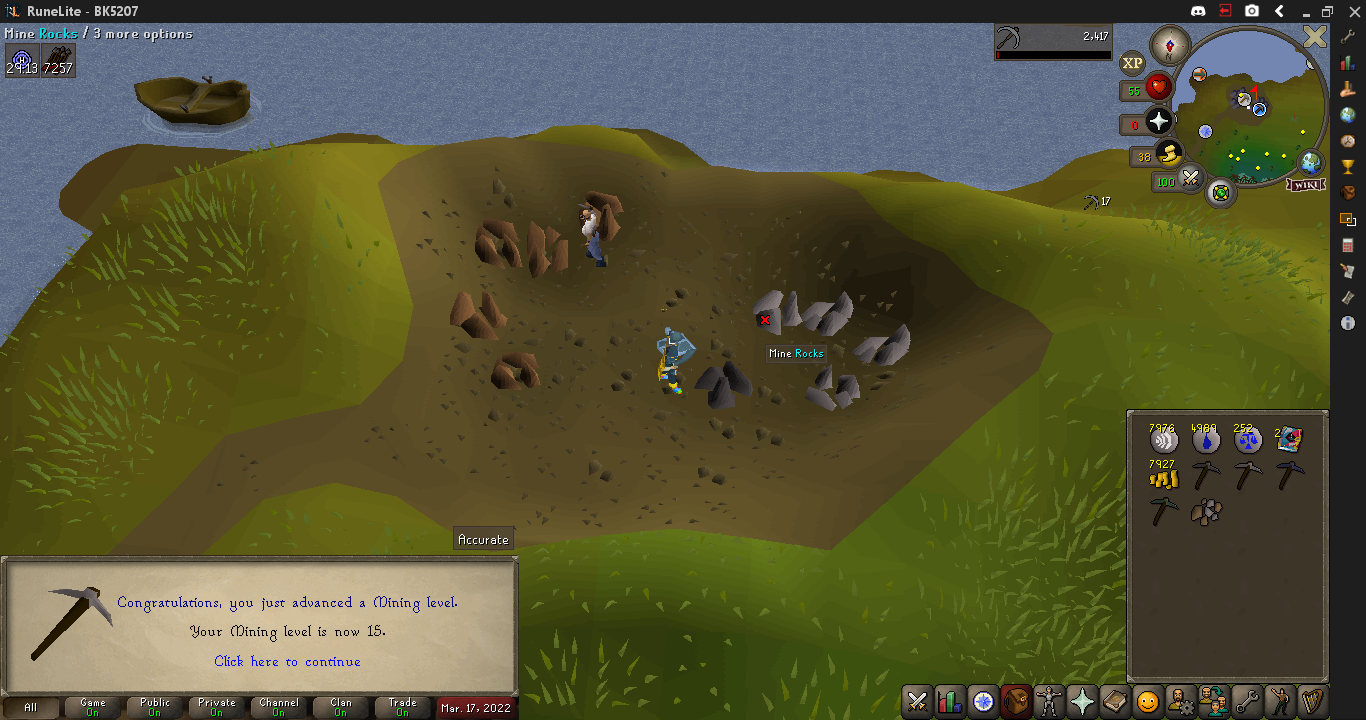 RuneLite - BK5207
Mine Rocks / 3 more options
7257
2,417
XP
55
0
38
100
WIKI
17
Mine Rocks
7976 4989 252 2
7927
Accurate
Congratulations, you just advanced a Mining level.
Your Mining level is now 15.
Click here to continue
All
Game
On
Public
On
Private
On
Channel
On
Clan
On
Trade
On
Mar. 17, 2022